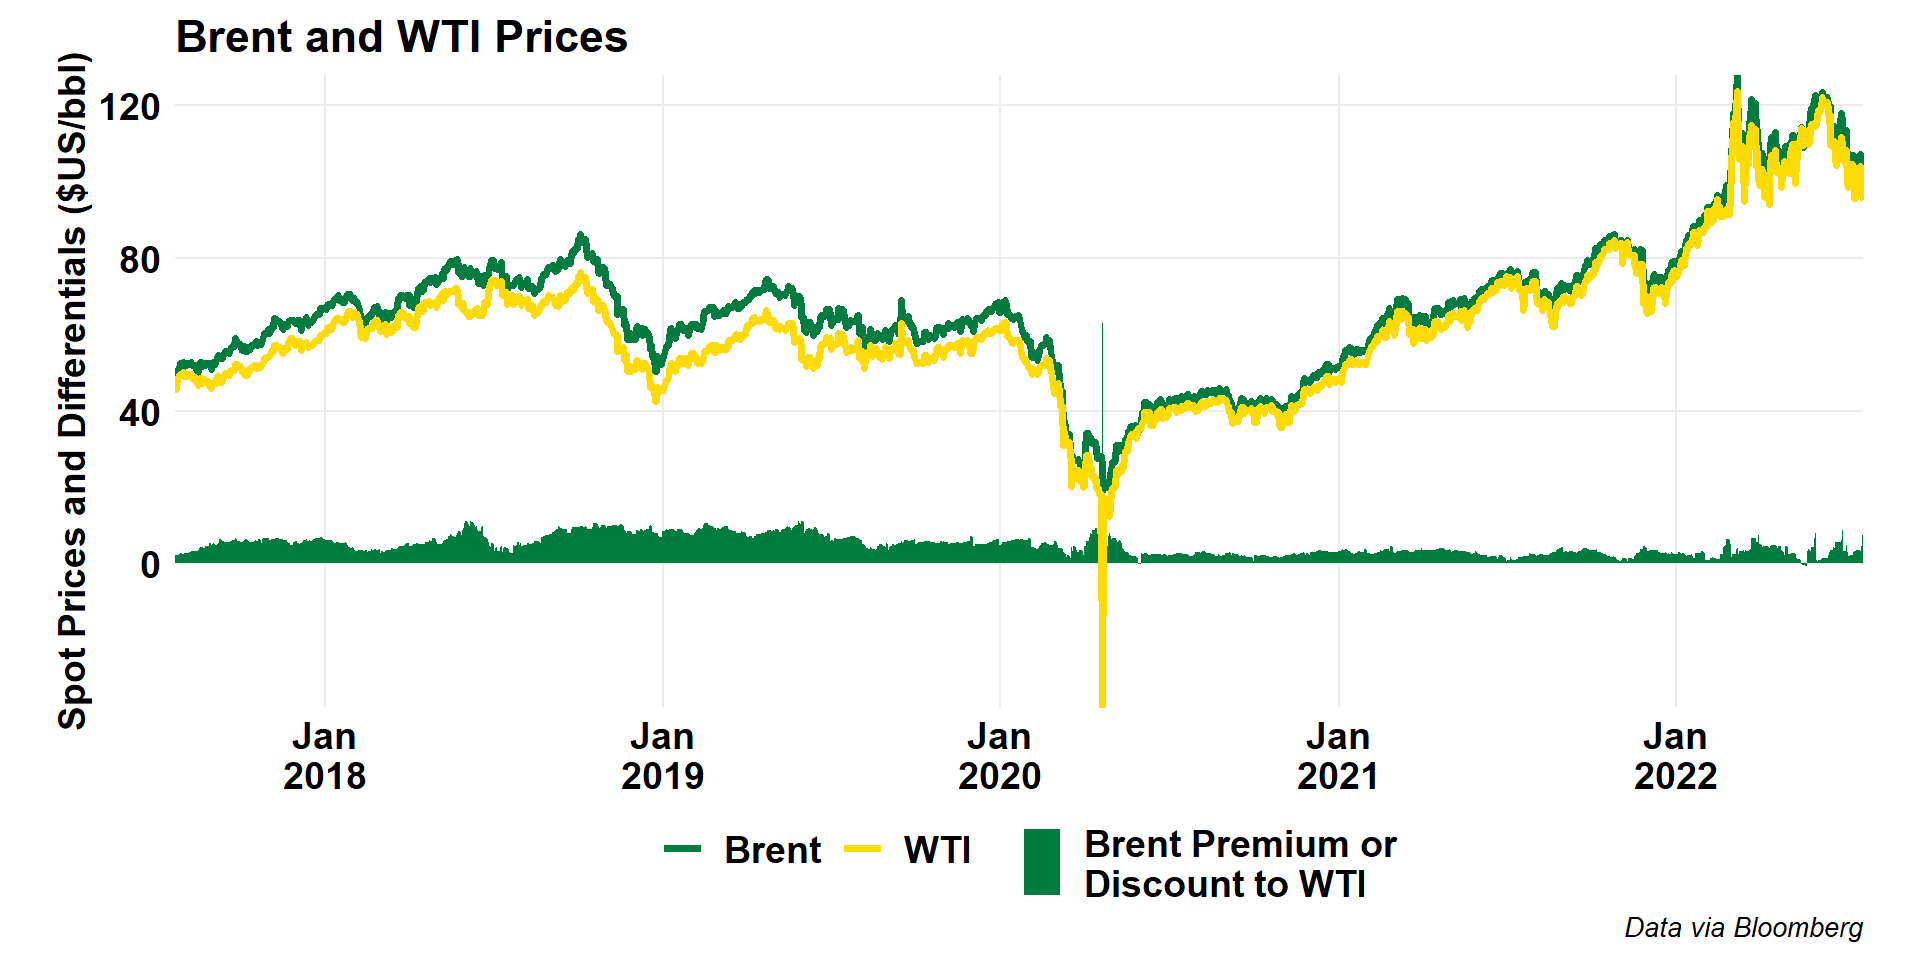 Brent and WTI Prices
Spot Prices and Differentials ($US/bbl)
120
80
40
0
Jan
2018
Jan
2019
Jan
2020
Jan
2021
Jan
2022
Brent
WTI
Brent Premium or
Discount to WTI
Data via Bloomberg